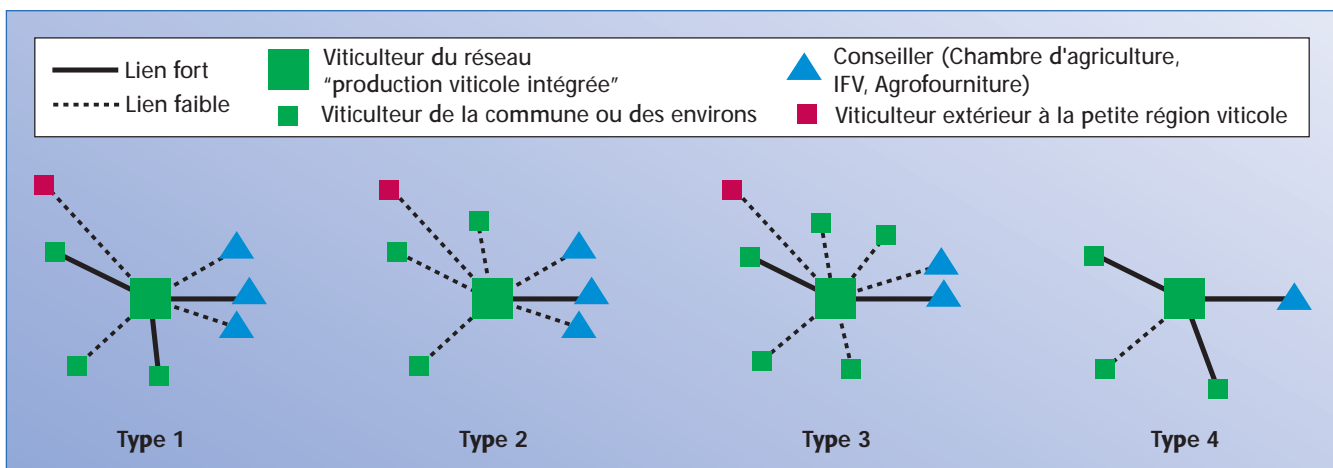 Lien fort
Lien faible
Viticulteur du réseau
"production viticole intégrée"
Viticulteur de la commune ou des environs
Conseiller (Chambre d'agriculture,
IFV, Agrofourniture)
Viticulteur extérieur à la petite région viticole
Type 1
Type 2
Type 3
Type 4